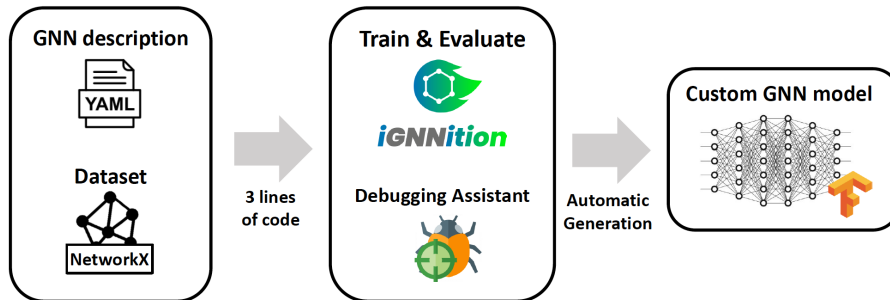 GNN description
YAML
Dataset
NetworkX
3 lines
of code
Train & Evaluate
iGNNition
Debugging Assistant
Automatic
Generation
Custom GNN model